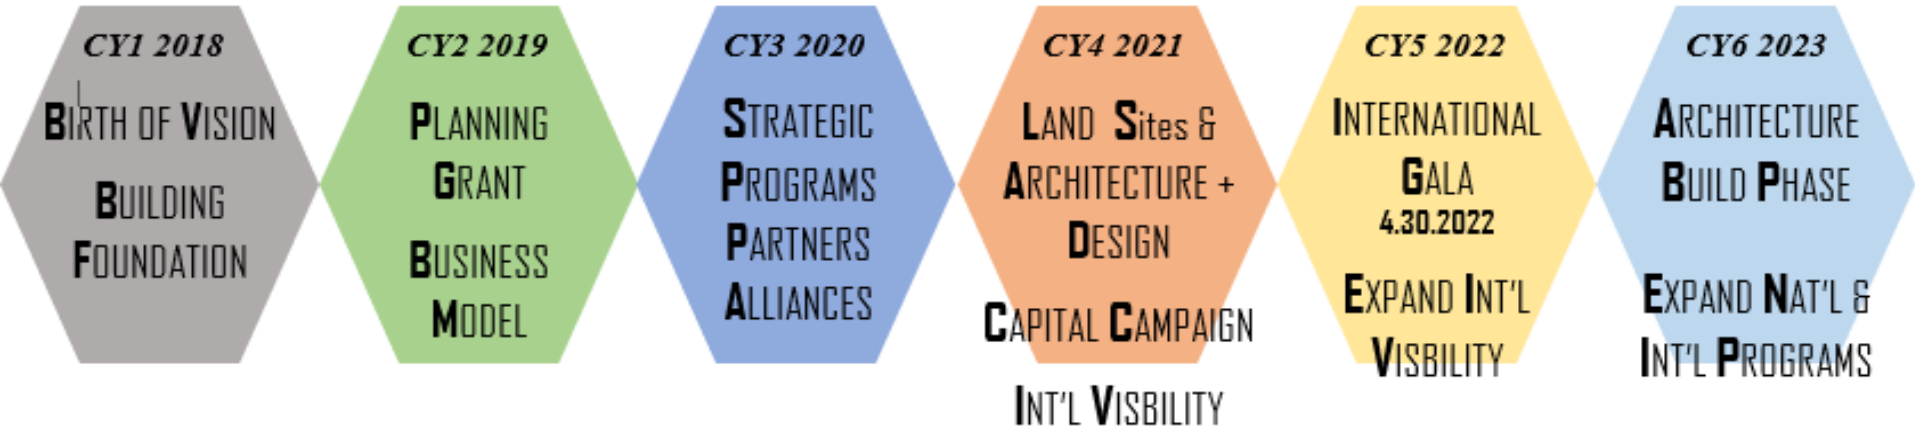 CY1 2018
BIRTH OF VISION
BUILDING
FOUNDATION
CY2 2019
PLANNING
GRANT
BUSINESS
MODEL
CY3 2020
STRATEGIC
PROGRAMS
PARTNERS
ALLIANCES
CY4 2021
LAND Sites &
ARCHITECTURE +
DESIGN
CAPITAL CAMPAIGN
INT'L VISBILITY
CY5 2022
INTERNATIONAL
GALA
4.30.2022
EXPAND INT'L
VISBILITY
CY6 2023
ARCHITECTURE
BUILD PHASE
EXPAND NAT'L &
INT'L PROGRAMS